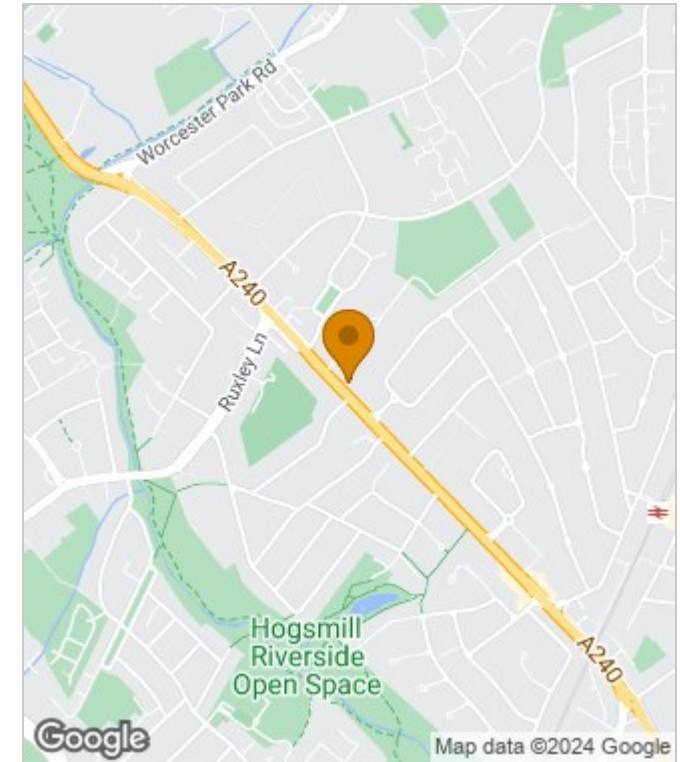 Worcester Park Rd
A240
Ruxley Ln
Hogsmill
Riverside
Open Space
A240
Google
Map data ©2024 Google